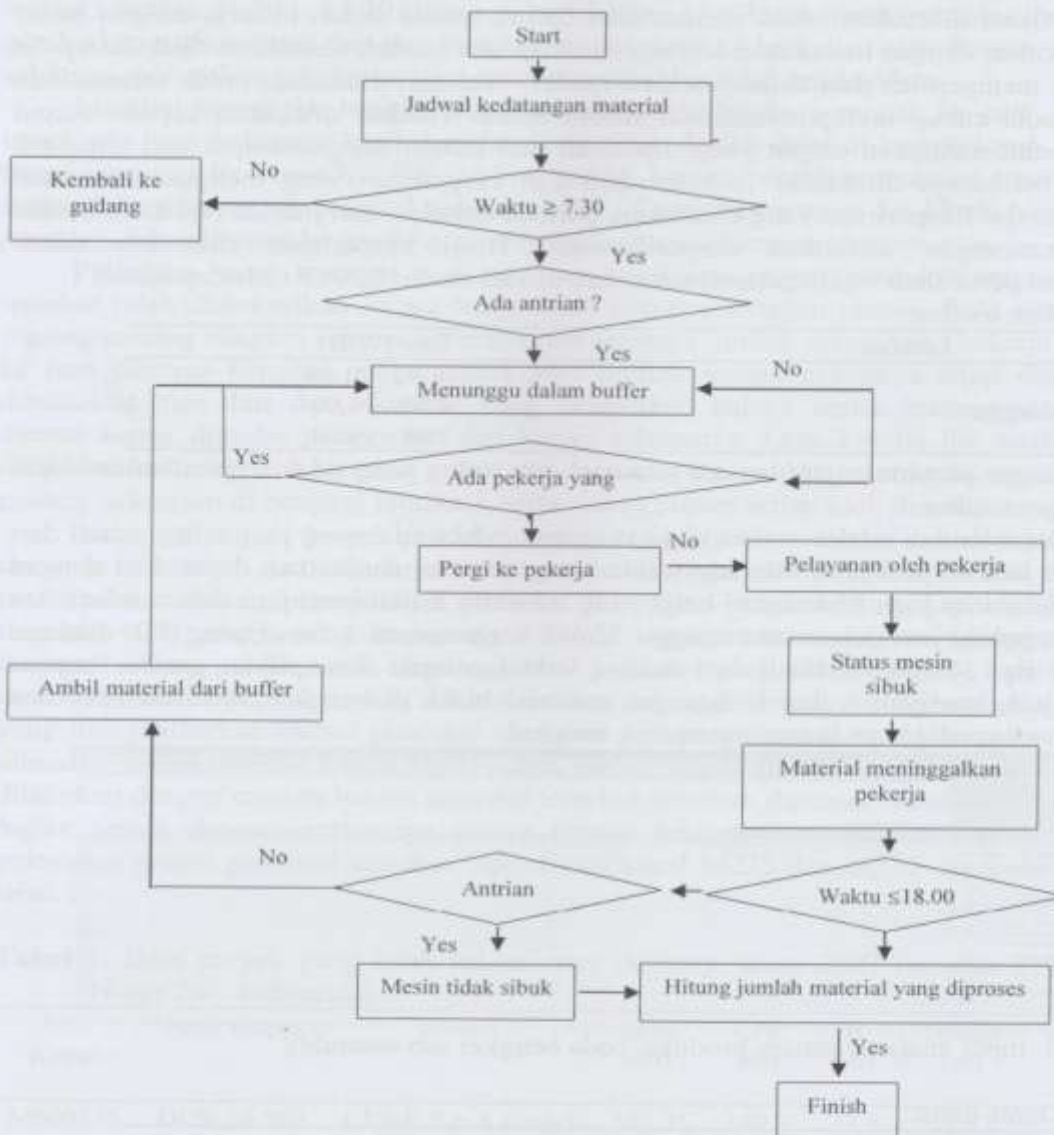 Start
Jadwal kedatangan material
No
Kembali ke
gudang
Waktu ≥ 7.30
Yes
Ada antrian ?
Yes
No
Menunggu dalam buffer
Yes
Ada pekerja yang
No
Pergi ke pekerja
Pelayanan oleh pekerja
Status mesin
sibuk
Ambil material dari buffer
Material meninggalkan
pekerja
No
Antrian
Waktu ≤18.00
Yes
Mesin tidak sibuk
Hitung jumlah material yang diproses
Yes
Finish